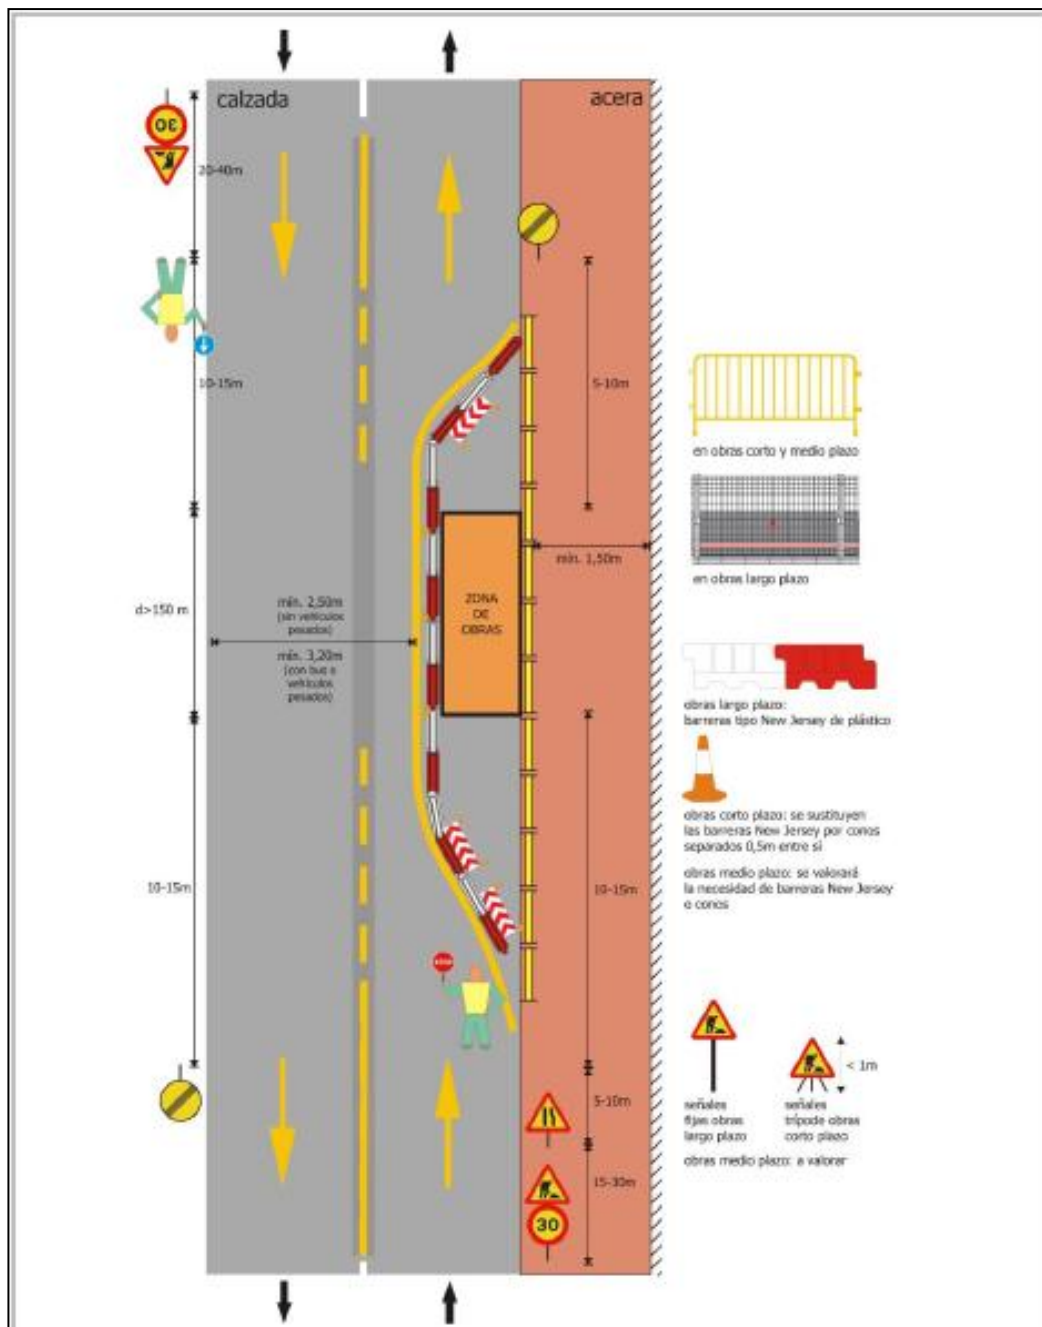 calzada
acera
30
20-40m
10-15m
5-10m
en obras corto y medio plazo
mín. 1,50m
en obras largo plazo
ZONA
DE
OBRAS
d>150 m
mín. 2,50m
(sin vehículos
pesados)
mín. 3,20m
(con bus o
vehículos
pesados)
obras largo plazo:
barreras tipo New Jersey de plástico
obras corto plazo: se sustituyen
las barreras New Jersey por conos
separados 0,5m entre sí
obras medio plazo: se valorará
la necesidad de barreras New Jersey
o conos
10-15m
10-15m
STOP
< 1m
señales
fijas obras
largo plazo
señales
trípode obras
corto plazo
obras medio plazo: a valorar
5-10m
15-30m
30